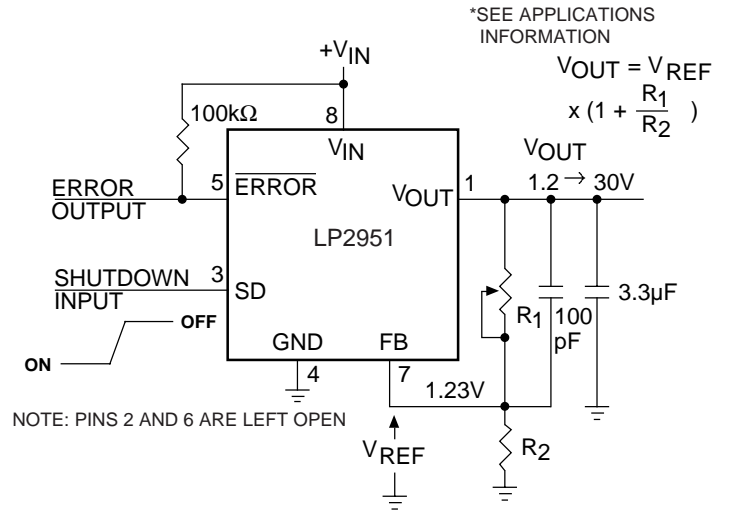 *SEE APPLICATIONS
INFORMATION
+VIN
VOUT = VREF
x (1 + R1
R2 )
100kΩ
8
VIN
VOUT
1.2 → 30V
ERROR
OUTPUT
5
ERROR
VOUT
1
LP2951
SHUTDOWN
INPUT
3
SD
R1
100
pF
3.3µF
OFF
ON
GND
FB
4
7
1.23V
NOTE: PINS 2 AND 6 ARE LEFT OPEN
VREF
R2